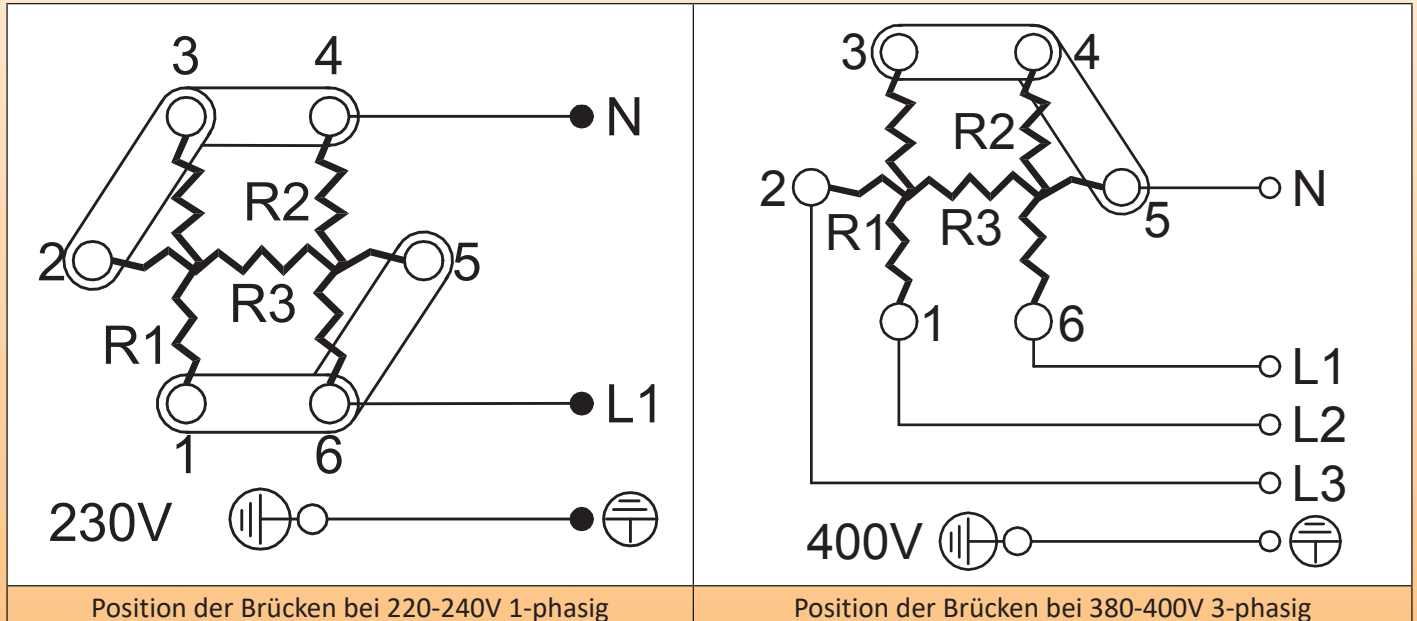 3 4
N
R2
2 5
R3
R1
L1
1 6
230V
Position der Brücken bei 220-240V 1-phasig
3 4
R2
2 N
R1 R3 5
1 6
L1
L2
L3
400V
Position der Brücken bei 380-400V 3-phasig